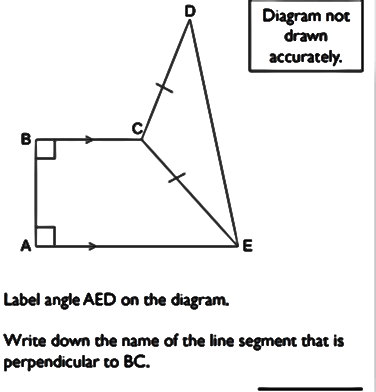 D
Diagram not
drawn
accurately.
B
C
A
E
Label angle AED on the diagram.
Write down the name of the line segment that is
perpendicular to BC.